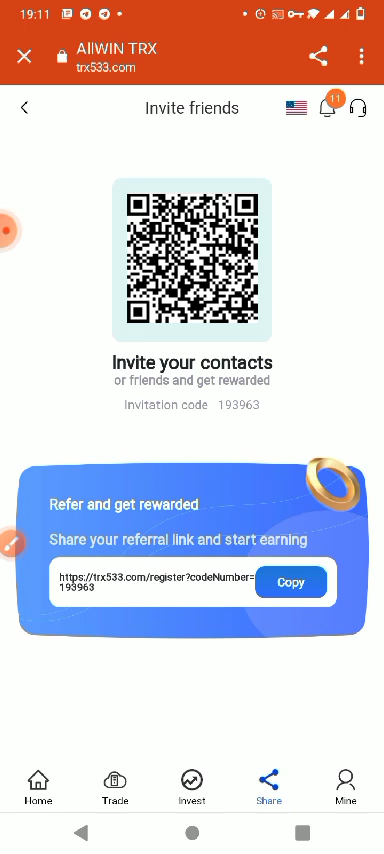 19:11
AllWIN TRX
trx533.com
Invite friends
11
Invite your contacts
or friends and get rewarded
Invitation code 193963
Refer and get rewarded
Share your referral link and start earning
https://trx533.com/register?codeNumber=
193963
Copy
Home Trade Invest Share Mine